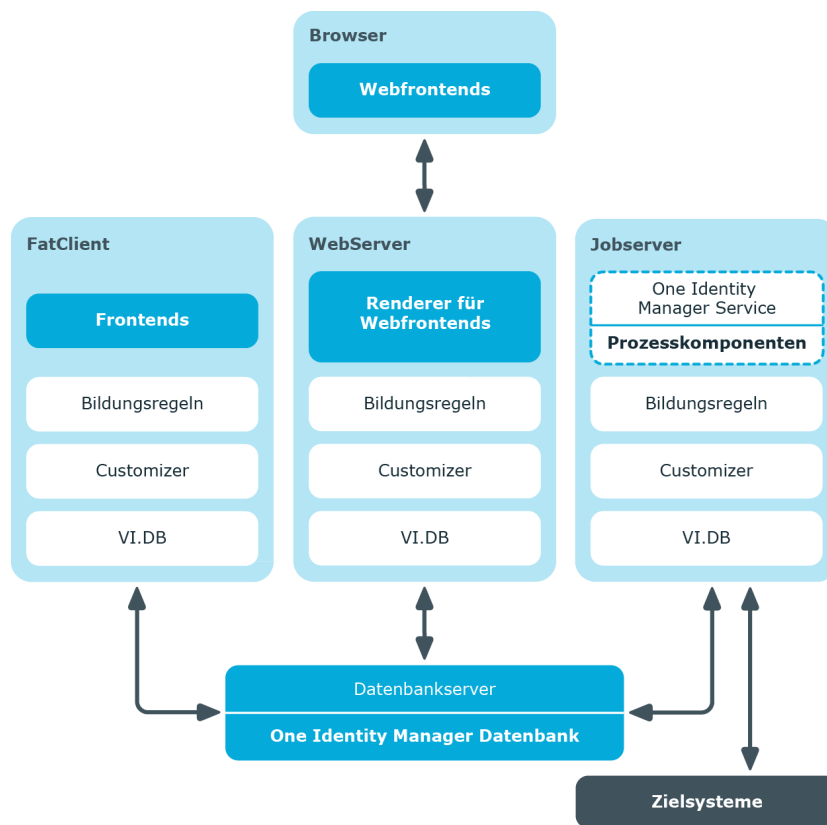 Browser
Webfrontends
FatClient
Frontends
Bildungsregeln
Customizer
VI.DB
WebServer
Renderer für
Webfrontends
Bildungsregeln
Customizer
VI.DB
Jobserver
One Identity
Manager Service
Prozesskomponenten
Bildungsregeln
Customizer
VI.DB
Datenbankserver
One Identity Manager Datenbank
Zielsysteme